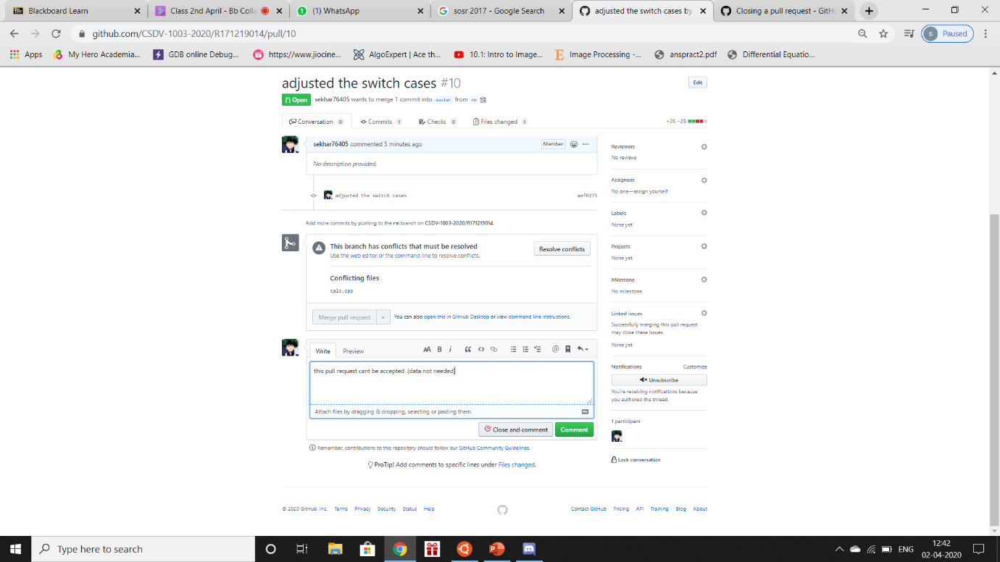 Blackboard Learn
Class 2nd April - Bb Colla
(1) WhatsApp
sosr 2017 - Google Search
adjusted the switch cases by
Closing a pull request - GitHu
github.com/CSDV-1003-2020/R171219014/pull/10
S Paused
Apps
My Hero Academia...
GDB online Debug...
https://www.jiocine...
AlgoExpert | Ace th...
10.1: Intro to Image...
Image Processing -...
anspract2.pdf
Differential Equatio...
adjusted the switch cases #10
Edit
Open sekhar76405 wants to merge 1 commit into master from rm
Conversation 0
Commits 1
Checks 0
Files changed 1
+26 −25
sekhar76405 commented 5 minutes ago
Member
No description provided.
adjusted the switch cases
aef0275
Add more commits by pushing to the rm branch on CSDV-1003-2020/R171219014.
This branch has conflicts that must be resolved
Use the web editor or the command line to resolve conflicts.
Resolve conflicts
Conflicting files
calc.cpp
Merge pull request
You can also open this in GitHub Desktop or view command line instructions.
Write
Preview
this pull request cant be accepted .(data not needed)
Attach files by dragging & dropping, selecting or pasting them.
Close and comment
Comment
Remember, contributions to this repository should follow our GitHub Community Guidelines.
ProTip! Add comments to specific lines under Files changed.
Reviewers
No reviews
Assignees
No one—assign yourself
Labels
None yet
Projects
None yet
Milestone
No milestone
Linked issues
Successfully merging this pull request
may close these issues.
None yet
Notifications
Customize
Unsubscribe
You're receiving notifications because
you authored the thread.
1 participant
Lock conversation
© 2020 GitHub, Inc.
Terms
Privacy
Security
Status
Help
Contact GitHub
Pricing
API
Training
Blog
About
Type here to search
ENG
12:42
02-04-2020